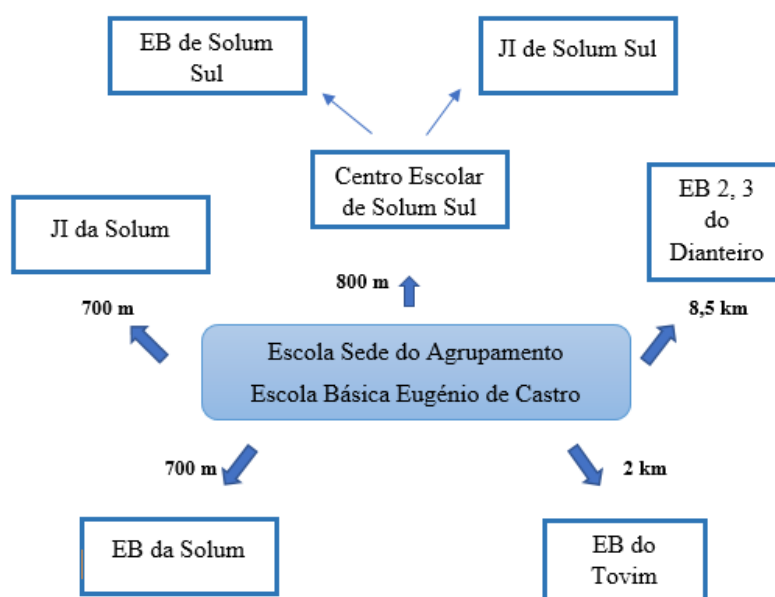 EB de Solum
Sul
JI de Solum Sul
Centro Escolar
de Solum Sul
EB 2, 3
do
Dianteiro
JI da Solum
800 m
700 m
8,5 km
Escola Sede do Agrupamento
Escola Básica Eugénio de Castro
700 m
2 km
EB da Solum
EB do
Tovim